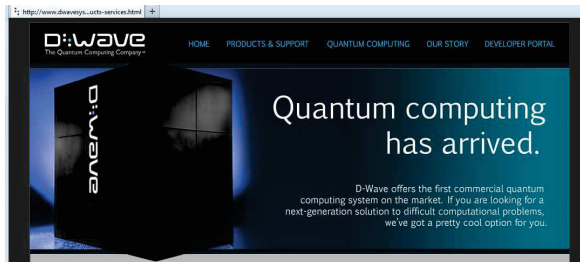 http://www.dwavesys...ucts-services.html +
D:wave
The Quantum Computing Company™
HOME PRODUCTS & SUPPORT QUANTUM COMPUTING OUR STORY DEVELOPER PORTAL
D:wave
Quantum computing
has arrived.
D-Wave offers the first commercial quantum
computing system on the market. If you are looking for a
next-generation solution to difficult computational problems,
we've got a pretty cool option for you.